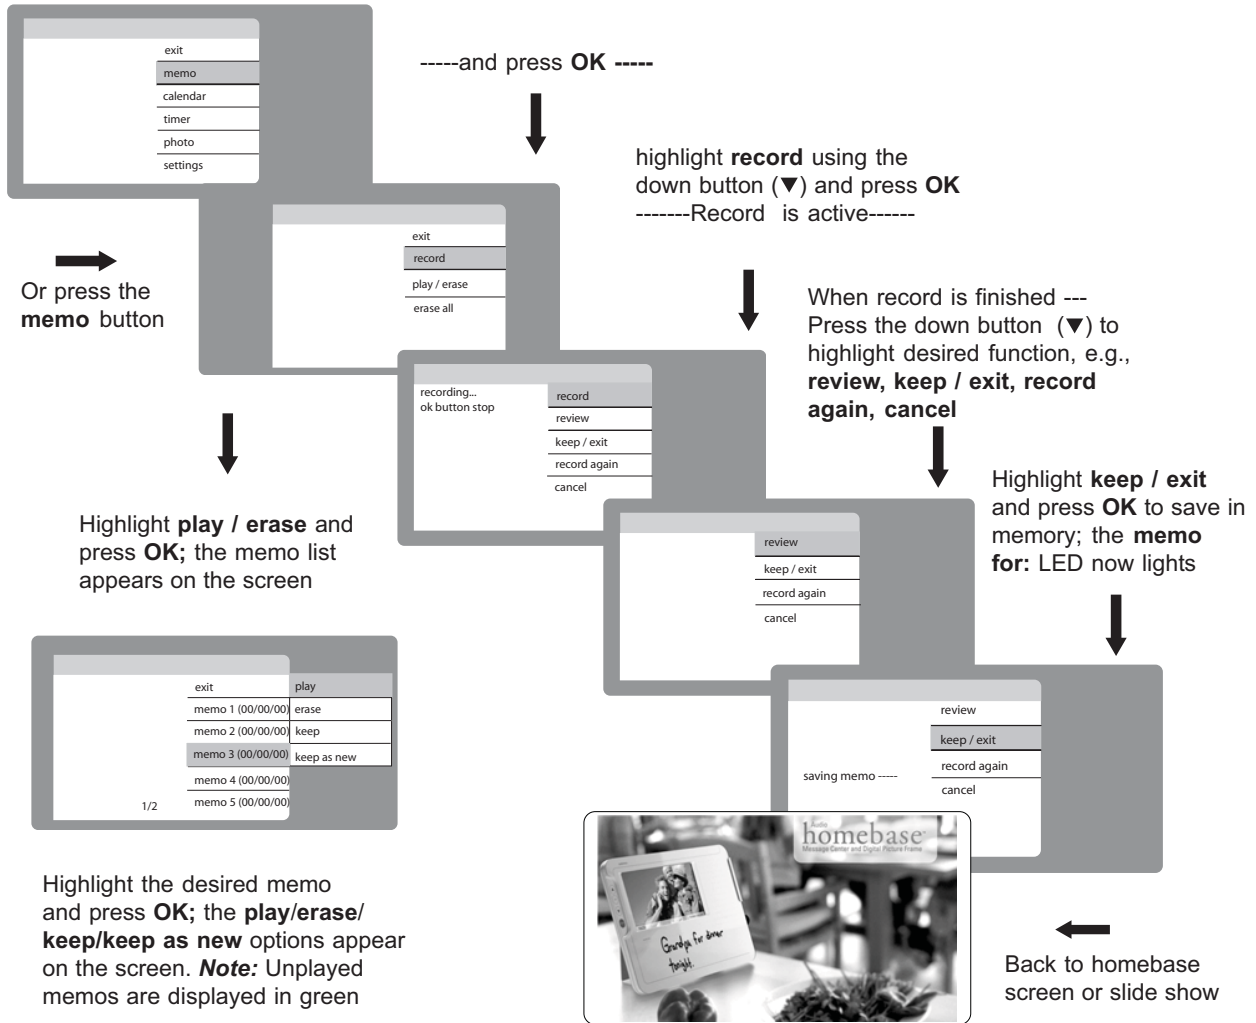 exit
memo
calendar
timer
photo
settings
-----and press OK -----
highlight record using the
down button (▼) and press OK
-------Record is active------
Or press the
memo button
exit
record
play / erase
erase all
When record is finished ---
Press the down button (▼) to
highlight desired function, e.g.,
review, keep / exit, record
again, cancel
recording...
ok button stop
record
review
keep / exit
record again
cancel
Highlight keep / exit
and press OK to save in
memory; the memo
for: LED now lights
Highlight play / erase and
press OK; the memo list
appears on the screen
review
keep / exit
record again
cancel
exit
memo 1 (00/00/00)
memo 2 (00/00/00)
memo 3 (00/00/00)
memo 4 (00/00/00)
memo 5 (00/00/00)
1/2
play
erase
keep
keep as new
saving memo -----
review
keep / exit
record again
cancel
Audio
homebase
Message Center and Digital Picture Frame
Grandpa for dinner
tonight.
Highlight the desired memo
and press OK; the play/erase/
keep/keep as new options appear
on the screen. Note: Unplayed
memos are displayed in green
Back to homebase
screen or slide show